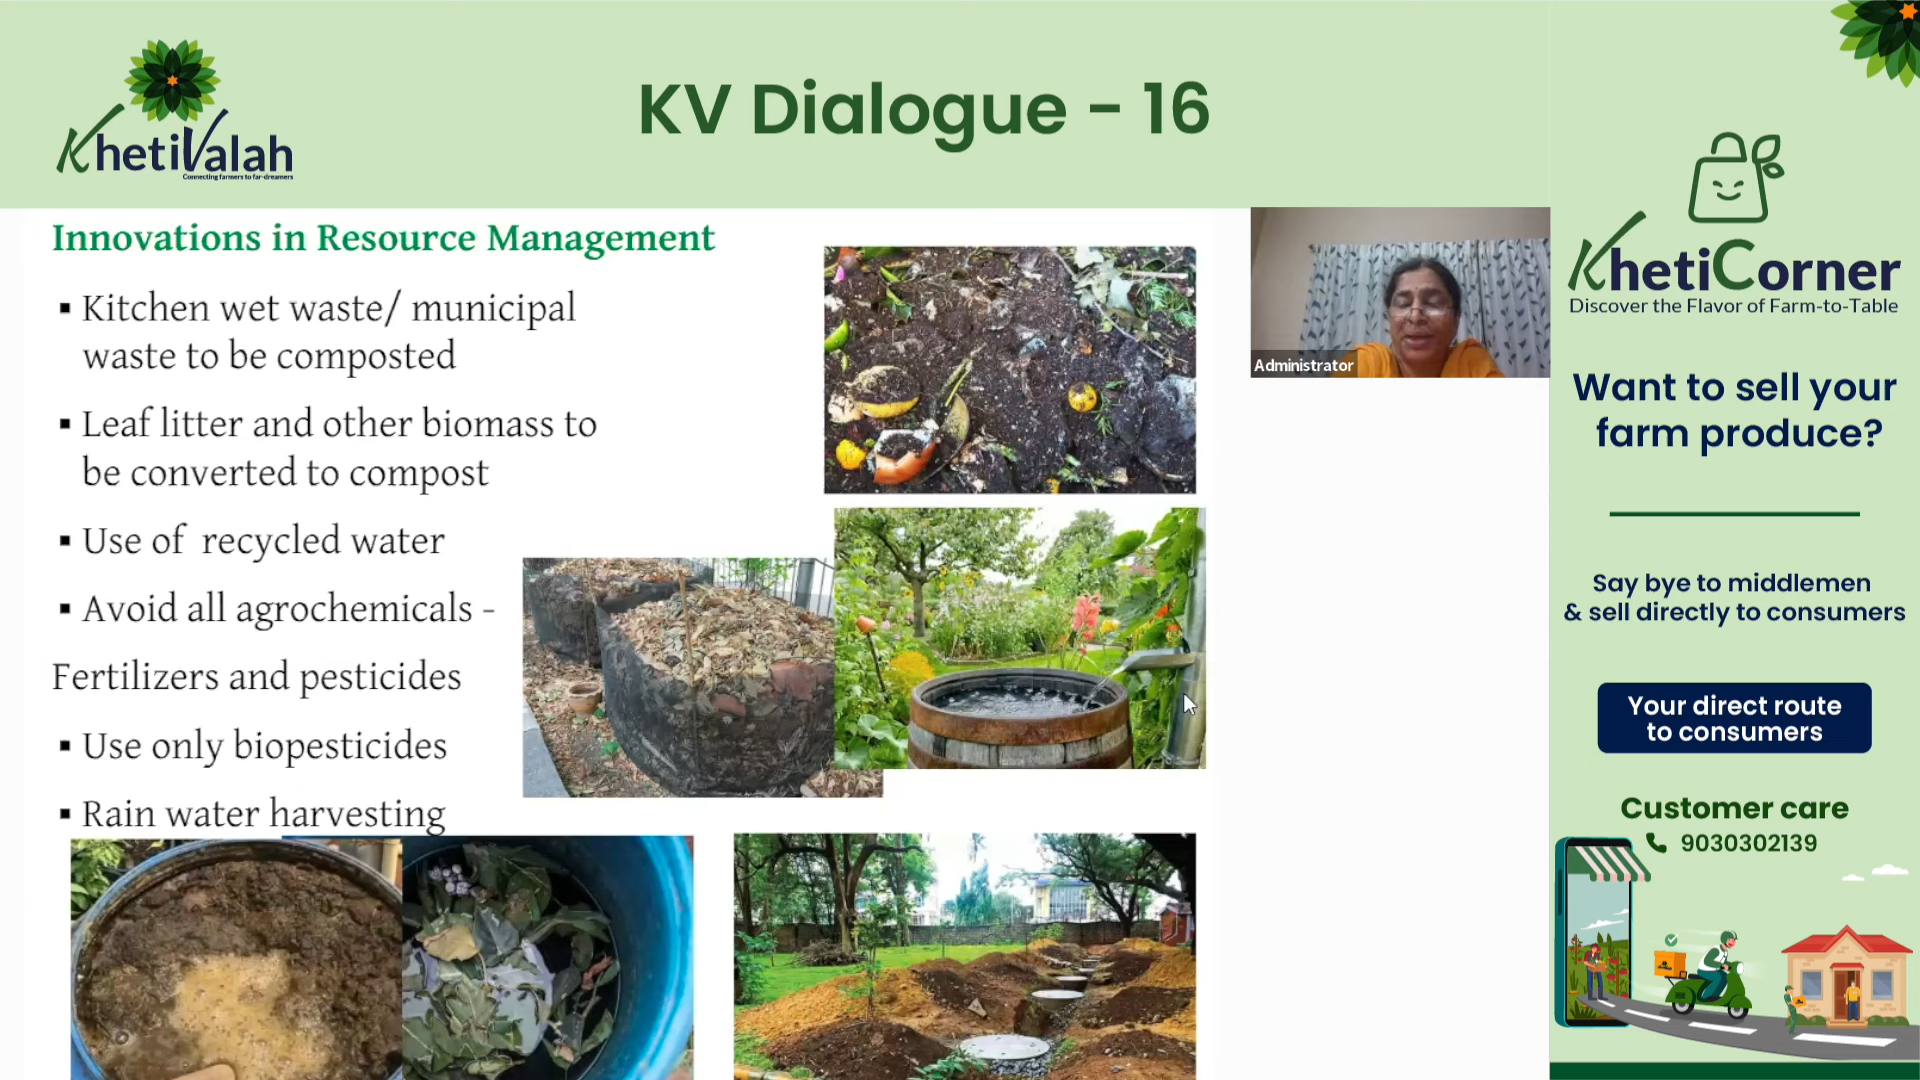 KhetiValah
Connecting farmers to far-dreamers
KV Dialogue - 16
Innovations in Resource Management
▪ Kitchen wet waste/ municipal
waste to be composted
▪ Leaf litter and other biomass to
be converted to compost
▪ Use of recycled water
▪ Avoid all agrochemicals -
Fertilizers and pesticides
▪ Use only biopesticides
▪ Rain water harvesting
Administrator
KhetiCorner
Discover the Flavor of Farm-to-Table
Want to sell your
farm produce?
Say bye to middlemen
& sell directly to consumers
Your direct route
to consumers
Customer care
9030302139